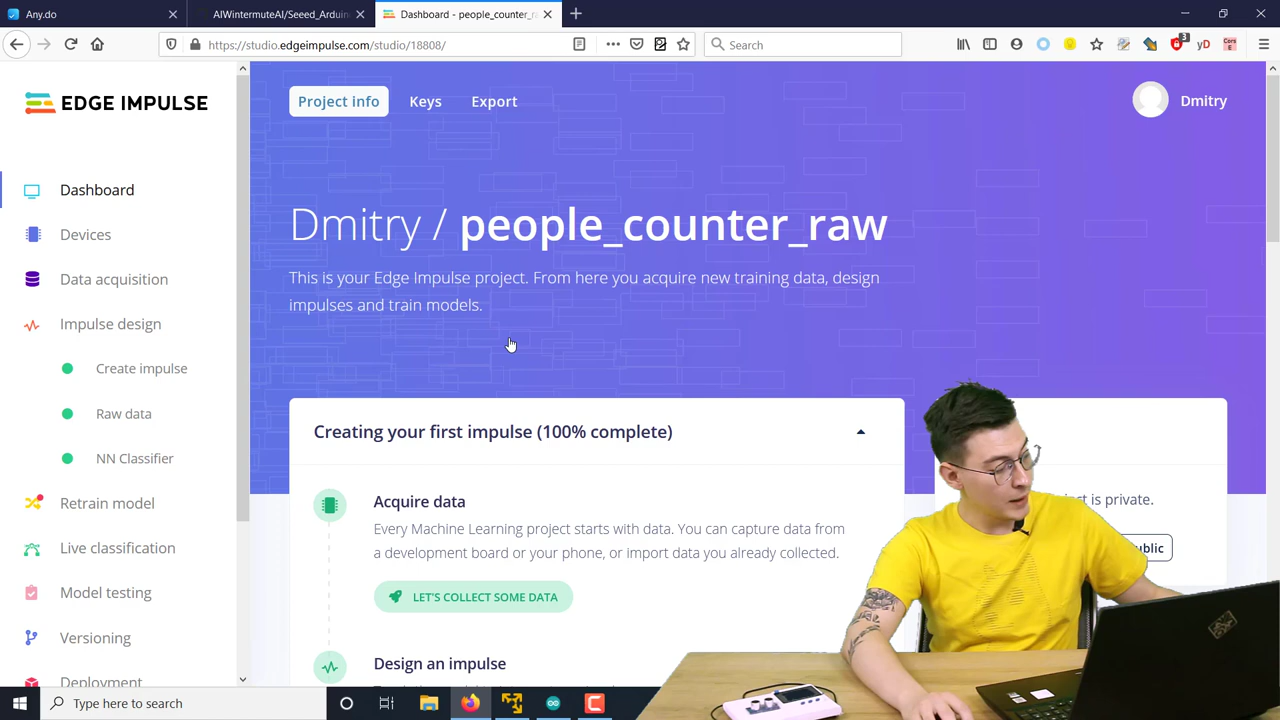 Any.do
AIWintermuteAI/Seeed_Arduin
Dashboard - people_counter_ra
https://studio.edgeimpulse.com/studio/18808/
Search
3
yD
EDGE IMPULSE
Project info
Keys
Export
Dmitry
Dashboard
Devices
Data acquisition
Impulse design
Create impulse
Raw data
NN Classifier
Retrain model
Live classification
Model testing
Versioning
Deployment
Dmitry / people_counter_raw
This is your Edge Impulse project. From here you acquire new training data, design
impulses and train models.
Creating your first impulse (100% complete)
Acquire data
Every Machine Learning project starts with data. You can capture data from
a development board or your phone, or import data you already collected.
LET'S COLLECT SOME DATA
Design an impulse
ject is private.
ublic
Type here to search